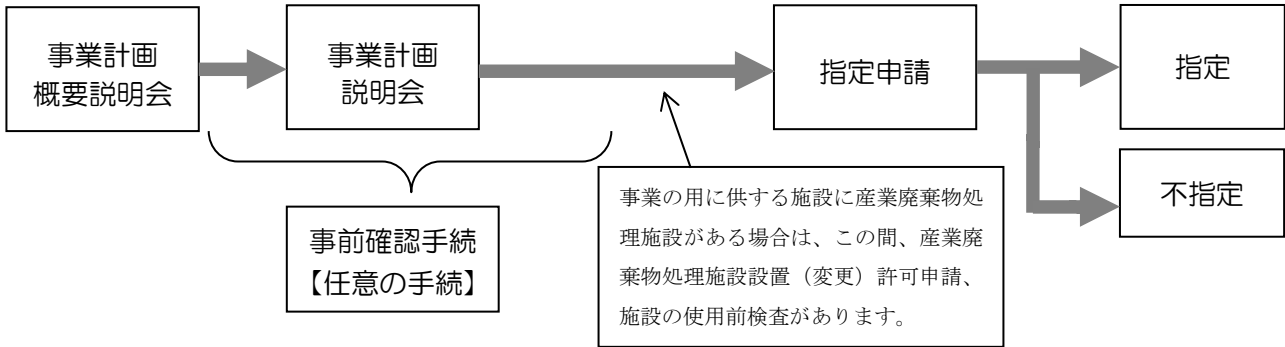 事業計画
概要説明会
事業計画
説明会
指定申請
指定
不指定
事前確認手続
【任意の手続】
事業の用に供する施設に産業廃棄物処
理施設がある場合は、この間、産業廃
棄物処理施設設置（変更）許可申請、
施設の使用前検査があります。